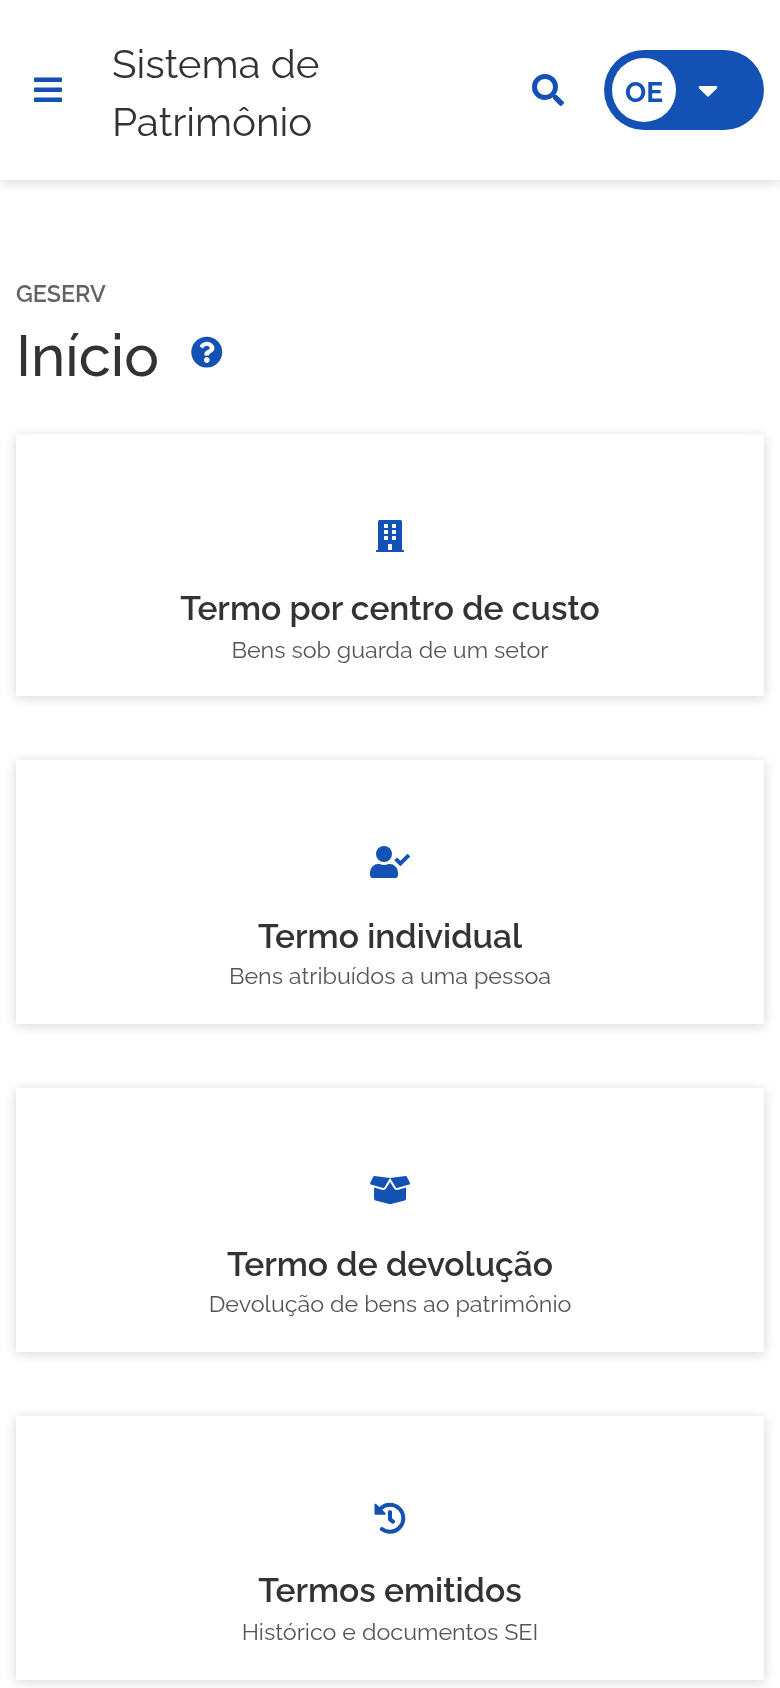 Sistema de
Patrimônio
OE
GESERV
Início
Termo por centro de custo
Bens sob guarda de um setor
Termo individual
Bens atribuídos a uma pessoa
Termo de devolução
Devolução de bens ao patrimônio
Termos emitidos
Histórico e documentos SEI